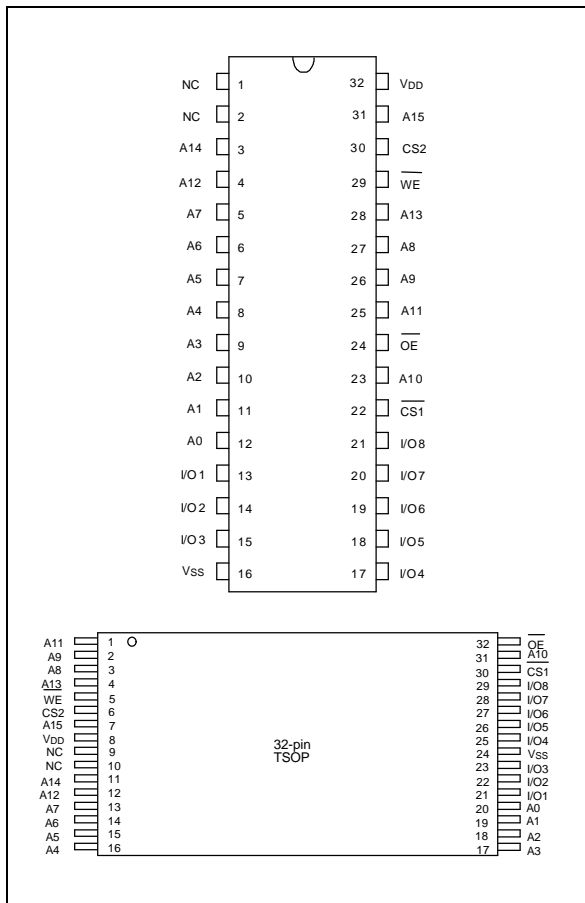 NC 1 32 VDD
NC 2 31 A15
A14 3 30 CS2
A12 4 29 W̅E̅
A7 5 28 A13
A6 6 27 A8
A5 7 26 A9
A4 8 25 A11
A3 9 24 O̅E̅
A2 10 23 A10
A1 11 22 C̅S̅1̅
A0 12 21 I/O8
I/O1 13 20 I/O7
I/O2 14 19 I/O6
I/O3 15 18 I/O5
VSS 16 17 I/O4
A11 1 32 O̅E̅
A9 2 31 A10
A8 3 30 C̅S̅1̅
A13 4 29 I/O8
W̅E̅ 5 28 I/O7
CS2 6 27 I/O6
A15 7 26 I/O5
VDD 8 25 I/O4
NC 9 24 VSS
NC 10 23 I/O3
A14 11 22 I/O2
A12 12 21 I/O1
A7 13 20 A0
A6 14 19 A1
A5 15 18 A2
A4 16 17 A3
32-pin
TSOP